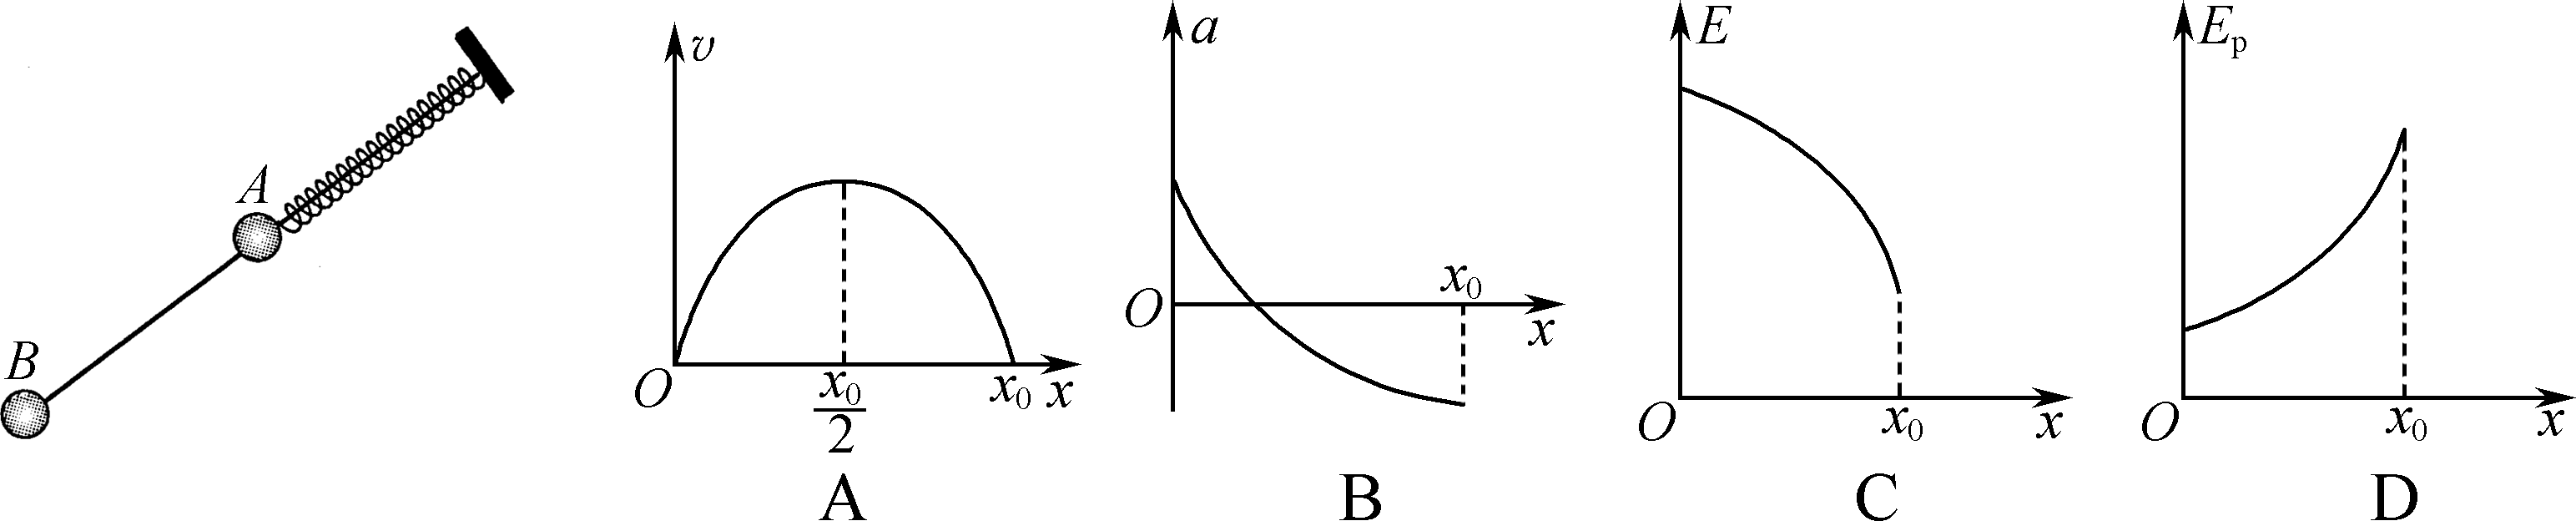 A
B
v
O
x₀/2
x₀
x
A
a
O
x₀
x
B
E
O
x₀
x
C
Eₚ
O
x₀
x
D